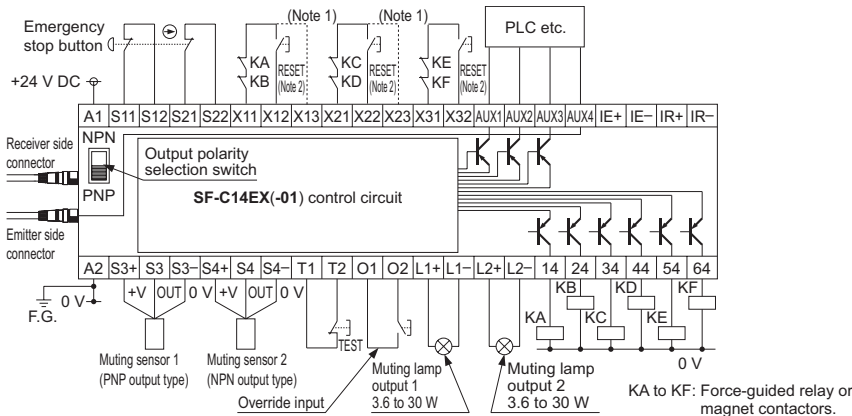 (Note 1) (Note 1)
Emergency
stop button
PLC etc.
KA
KB
RESET
(Note 2)
KC
KD
RESET
(Note 2)
KE
KF
RESET
(Note 2)
+24 V DC
A1 S11 S12 S21 S22 X11 X12 X13 X21 X22 X23 X31 X32 AUX1 AUX2 AUX3 AUX4 IE+ IE− IR+ IR−
NPN
PNP
Output polarity
selection switch
Receiver side
connector
SF-C14EX(-01) control circuit
Emitter side
connector
A2 S3+ S3 S3− S4+ S4 S4− T1 T2 O1 O2 L1+ L1− L2+ L2− 14 24 34 44 54 64
0 V
F.G.
+V OUT 0 V
+V OUT 0 V
TEST
KA
KB
KC
KD
KE
KF
0 V
Muting sensor 1
(PNP output type)
Muting sensor 2
(NPN output type)
Override input
Muting lamp
output 1
3.6 to 30 W
Muting lamp
output 2
3.6 to 30 W
KA to KF: Force-guided relay or
magnet contactors.